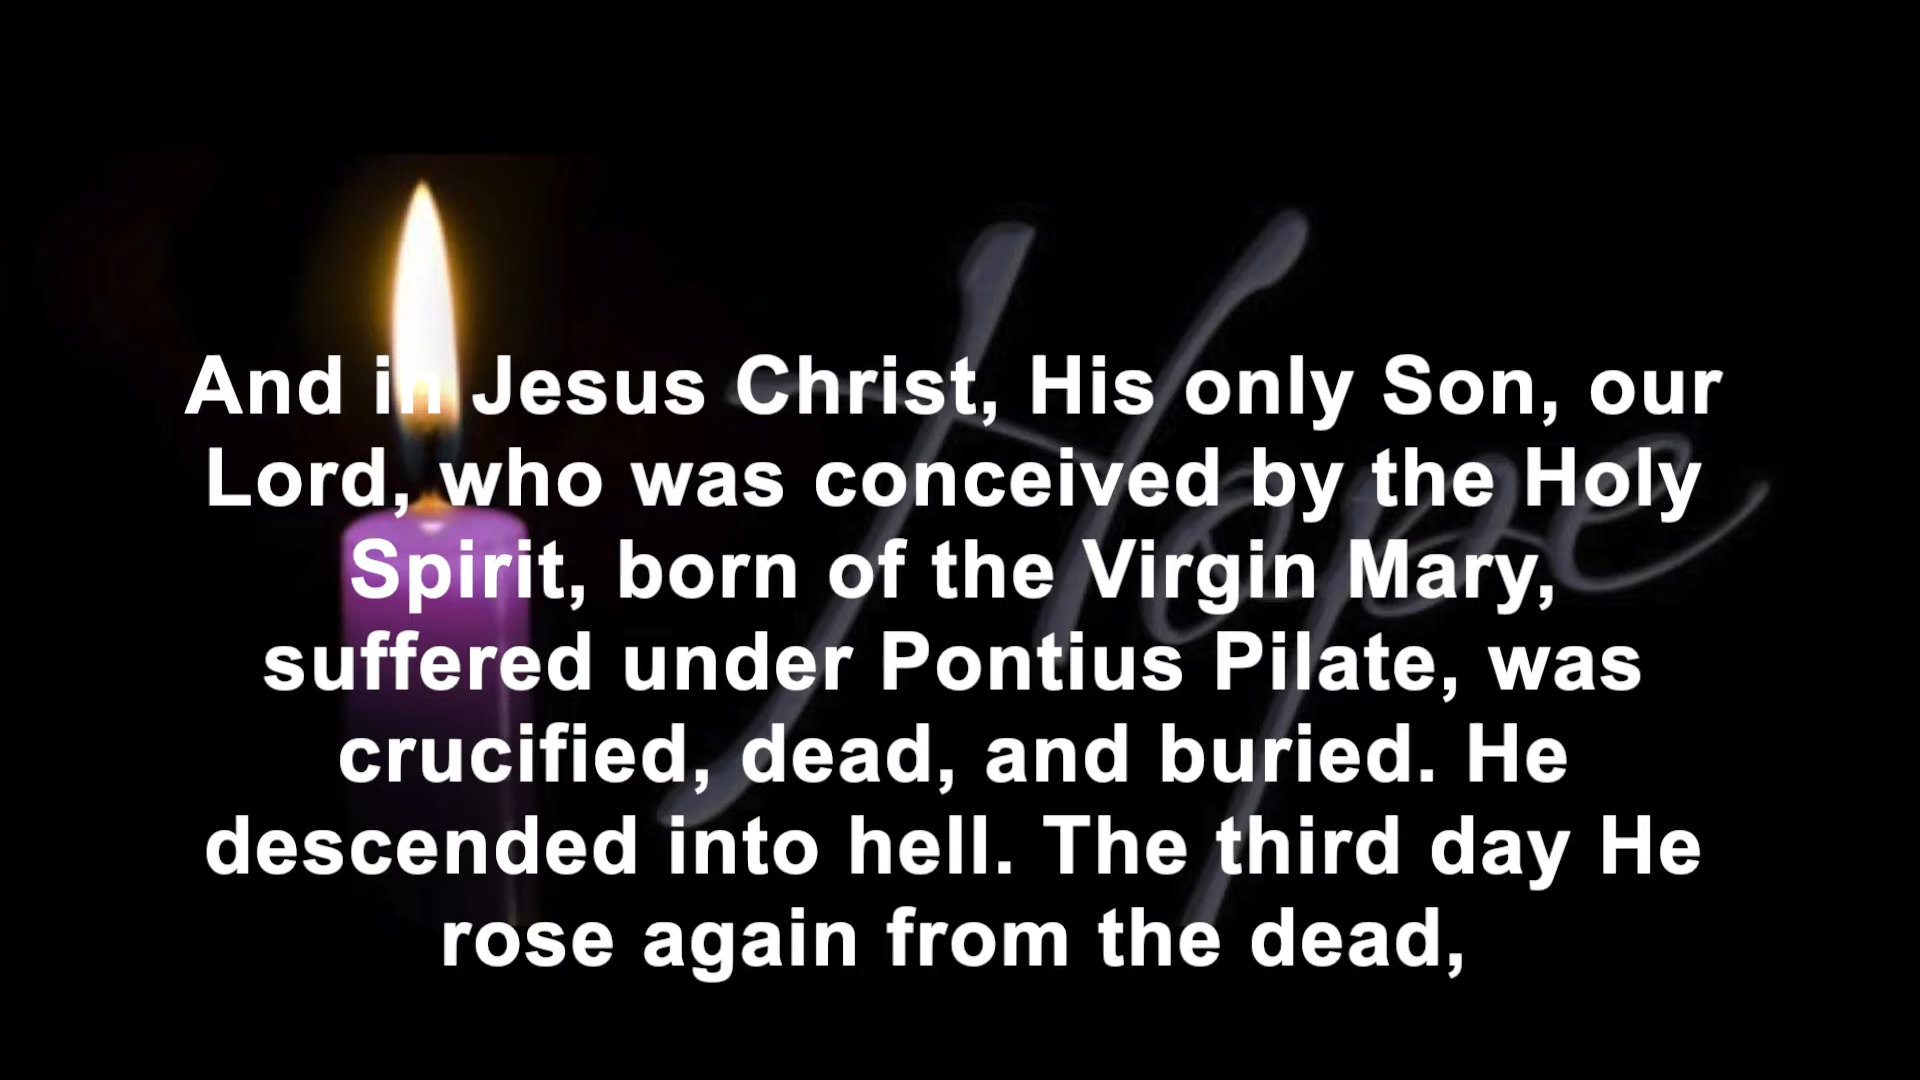 Hope
And in Jesus Christ, His only Son, our
Lord, who was conceived by the Holy
Spirit, born of the Virgin Mary,
suffered under Pontius Pilate, was
crucified, dead, and buried. He
descended into hell. The third day He
rose again from the dead,